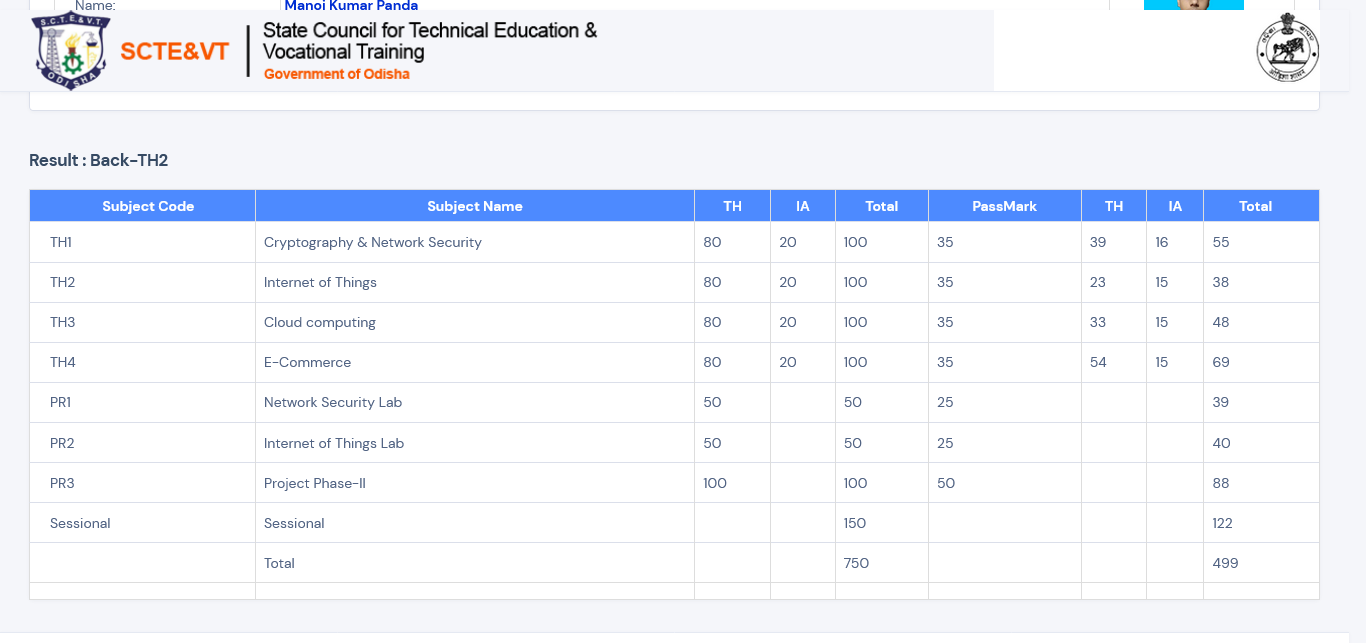 Name: Manoj Kumar Panda
S.C.T.E.&V.T.
ODISHA
SCTE&VT
State Council for Technical Education &
Vocational Training
Government of Odisha
Result : Back-TH2
Subject Code Subject Name TH IA Total PassMark TH IA Total
TH1 Cryptography & Network Security 80 20 100 35 39 16 55
TH2 Internet of Things 80 20 100 35 23 15 38
TH3 Cloud computing 80 20 100 35 33 15 48
TH4 E-Commerce 80 20 100 35 54 15 69
PR1 Network Security Lab 50 50 25 39
PR2 Internet of Things Lab 50 50 25 40
PR3 Project Phase-II 100 100 50 88
Sessional Sessional 150 122
Total 750 499